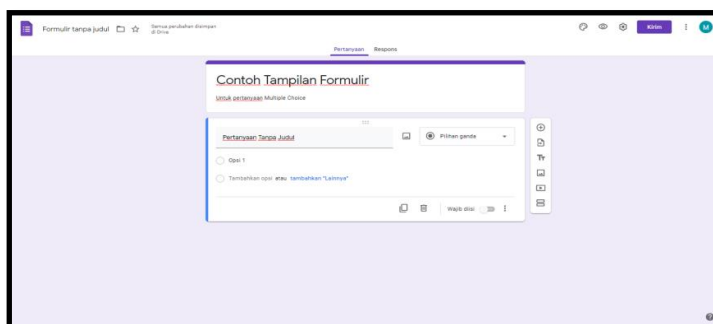 Formulir tanpa judul
Semua perubahan disimpan
di Drive
Kirim
M
Pertanyaan Respons
Contoh Tampilan Formulir
Untuk pertanyaan Multiple Choice
Pertanyaan Tanpa Judul
Pilihan ganda
Opsi 1
Tambahkan opsi atau tambahkan "Lainnya"
Wajib diisi
Tт